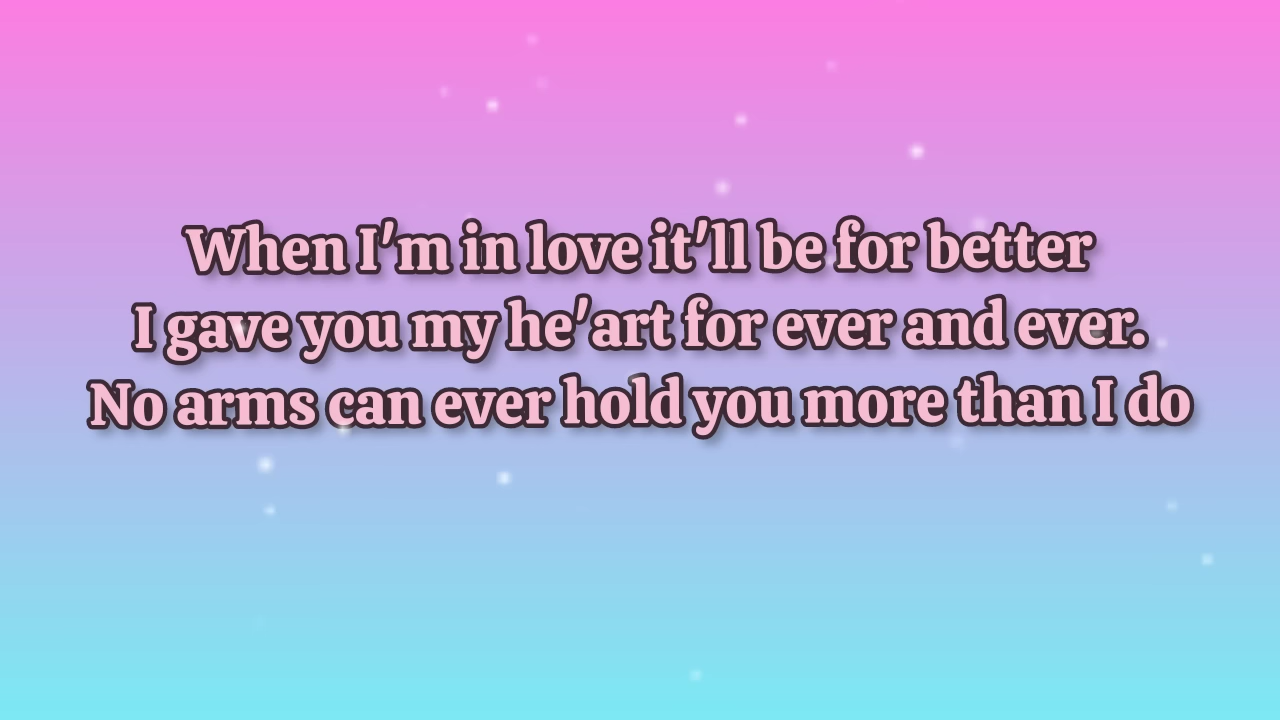 When I'm in love it'll be for better
I gave you my he'art for ever and ever.
No arms can ever hold you more than I do